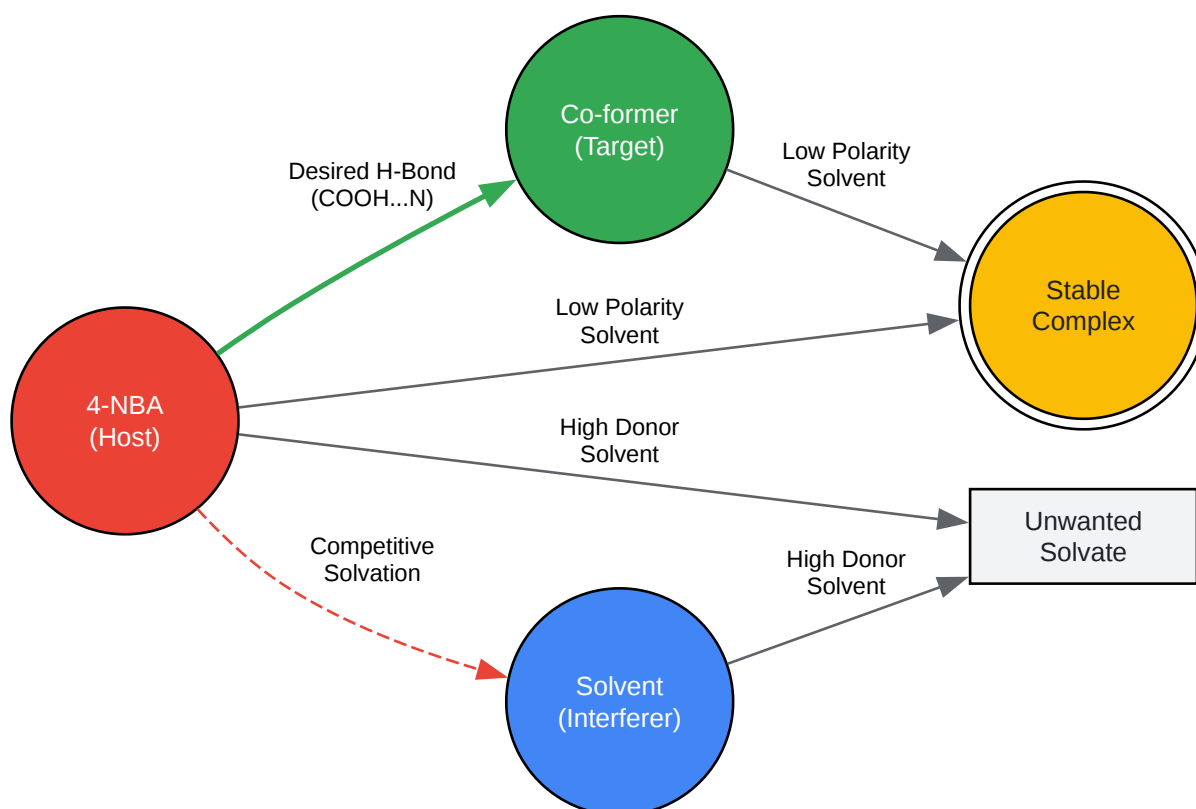 Co-former
(Target)
Low Polarity
Solvent
Desired H-Bond
(COOH...N)
Stable
Complex
Low Polarity
Solvent
4-NBA
(Host)
High Donor
Solvent
Unwanted
Solvate
Competitive
Solvation
High Donor
Solvent
Solvent
(Interferer)